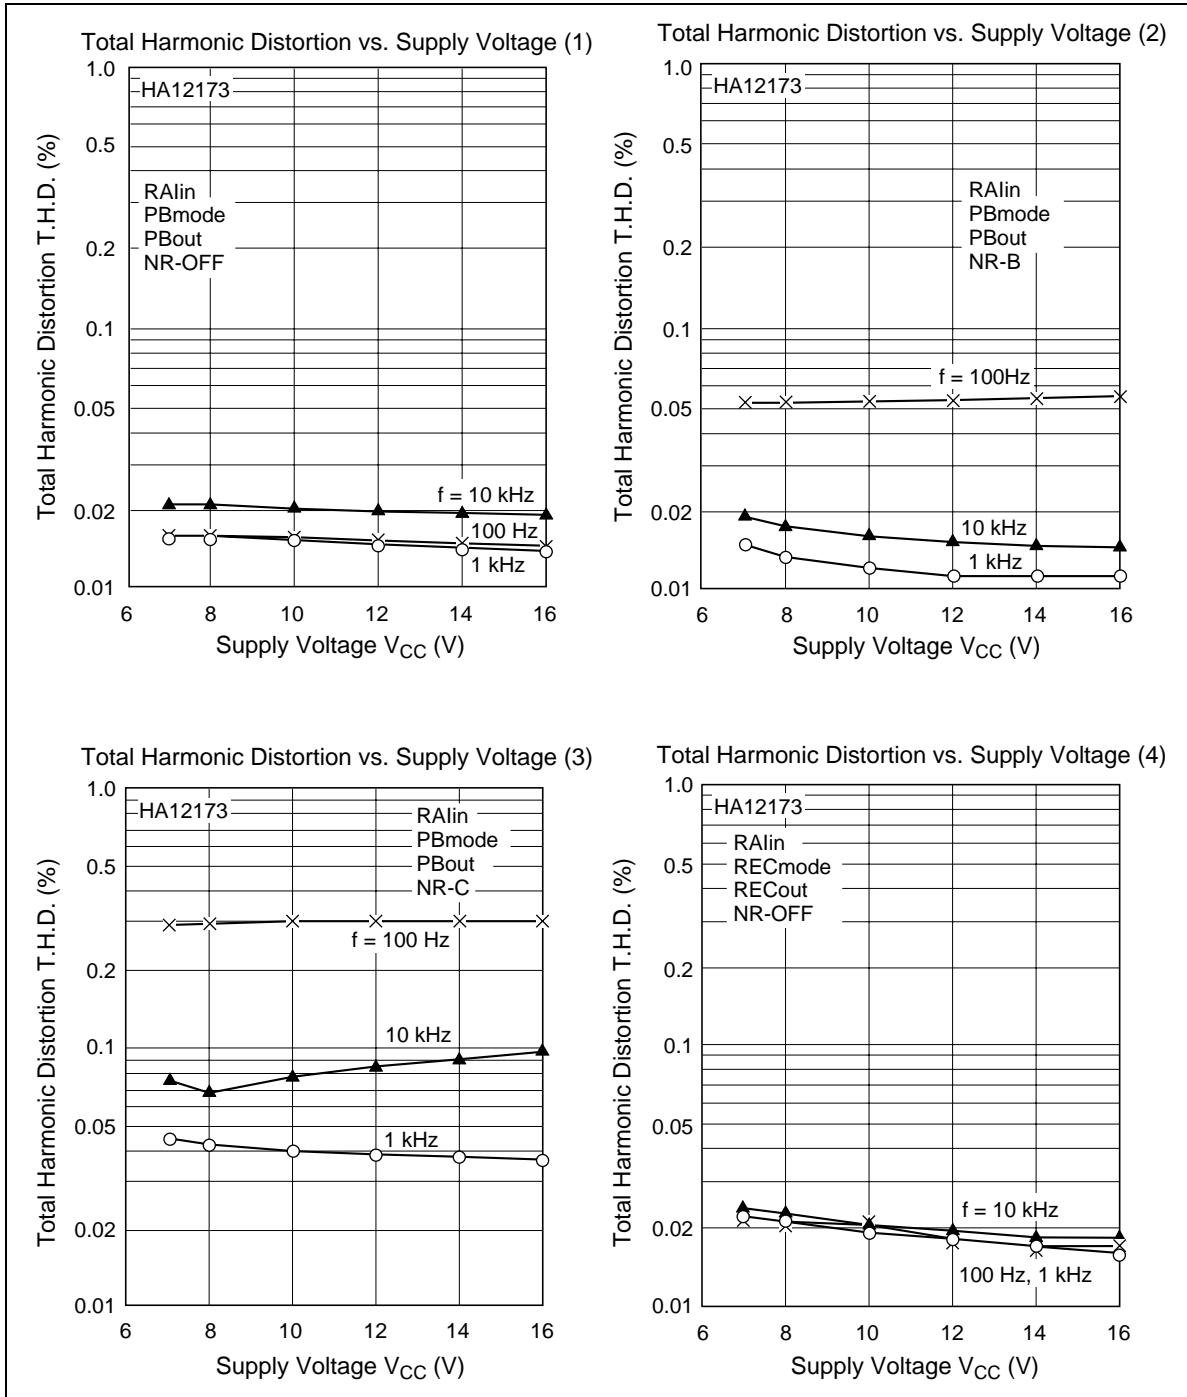 Total Harmonic Distortion vs. Supply Voltage (1)
Total Harmonic Distortion T.H.D. (%)
1.0
0.5
0.2
0.1
0.05
0.02
0.01
HA12173
RAIin
PBmode
PBout
NR-OFF
f = 10 kHz
100 Hz
1 kHz
6 8 10 12 14 16
Supply Voltage VCC (V)
Total Harmonic Distortion vs. Supply Voltage (2)
Total Harmonic Distortion T.H.D. (%)
1.0
0.5
0.2
0.1
0.05
0.02
0.01
HA12173
RAIin
PBmode
PBout
NR-B
f = 100Hz
10 kHz
1 kHz
6 8 10 12 14 16
Supply Voltage VCC (V)
Total Harmonic Distortion vs. Supply Voltage (3)
Total Harmonic Distortion T.H.D. (%)
1.0
0.5
0.2
0.1
0.05
0.02
0.01
HA12173
RAIin
PBmode
PBout
NR-C
f = 100 Hz
10 kHz
1 kHz
6 8 10 12 14 16
Supply Voltage VCC (V)
Total Harmonic Distortion vs. Supply Voltage (4)
Total Harmonic Distortion T.H.D. (%)
1.0
0.5
0.2
0.1
0.05
0.02
0.01
HA12173
RAIin
RECmode
RECout
NR-OFF
f = 10 kHz
100 Hz, 1 kHz
6 8 10 12 14 16
Supply Voltage VCC (V)